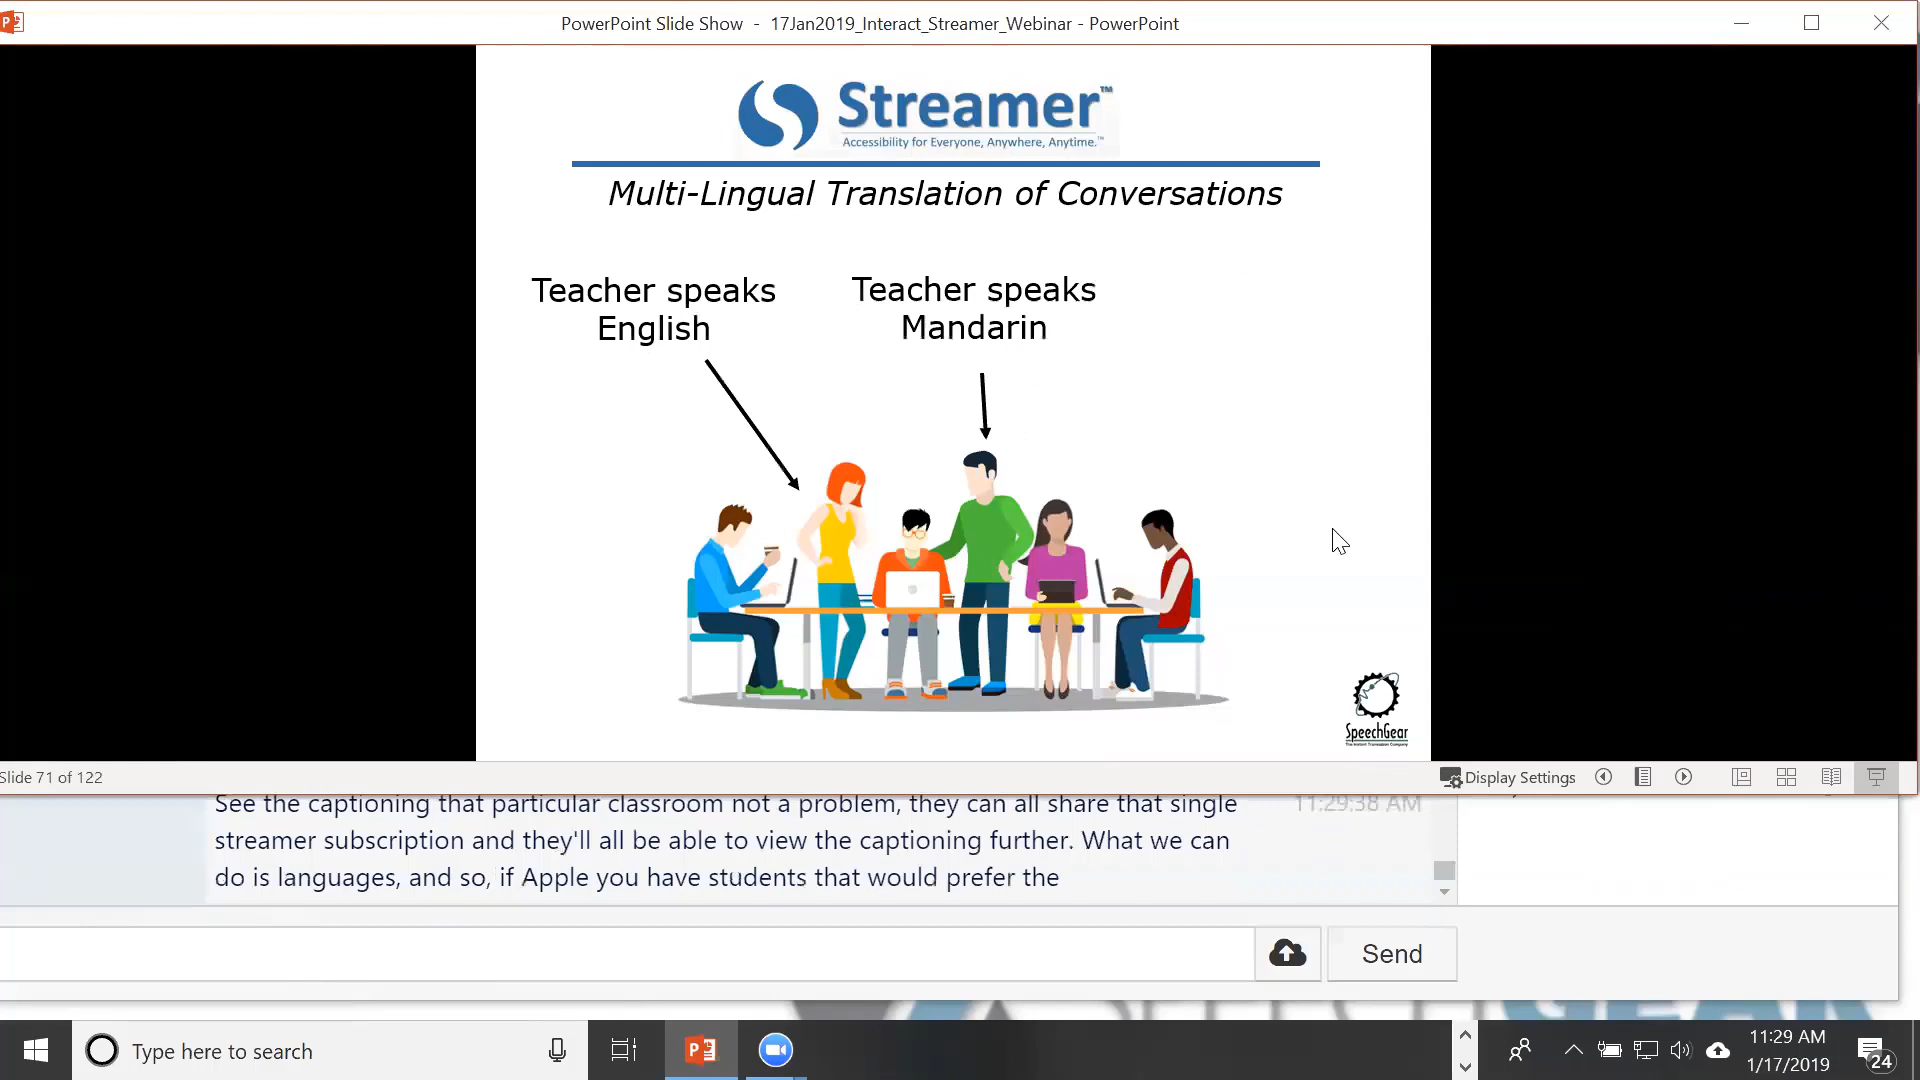 PowerPoint Slide Show - 17Jan2019_Interact_Streamer_Webinar - PowerPoint
Streamer™
Accessibility for Everyone, Anywhere, Anytime.™
Multi-Lingual Translation of Conversations
Teacher speaks
English
Teacher speaks
Mandarin
SpeechGear
The Instant Translation Company
Slide 71 of 122
Display Settings
See the captioning that particular classroom not a problem, they can all share that single
11:29:38 AM
streamer subscription and they'll all be able to view the captioning further. What we can
do is languages, and so, if Apple you have students that would prefer the
Send
Type here to search
11:29 AM
1/17/2019
24